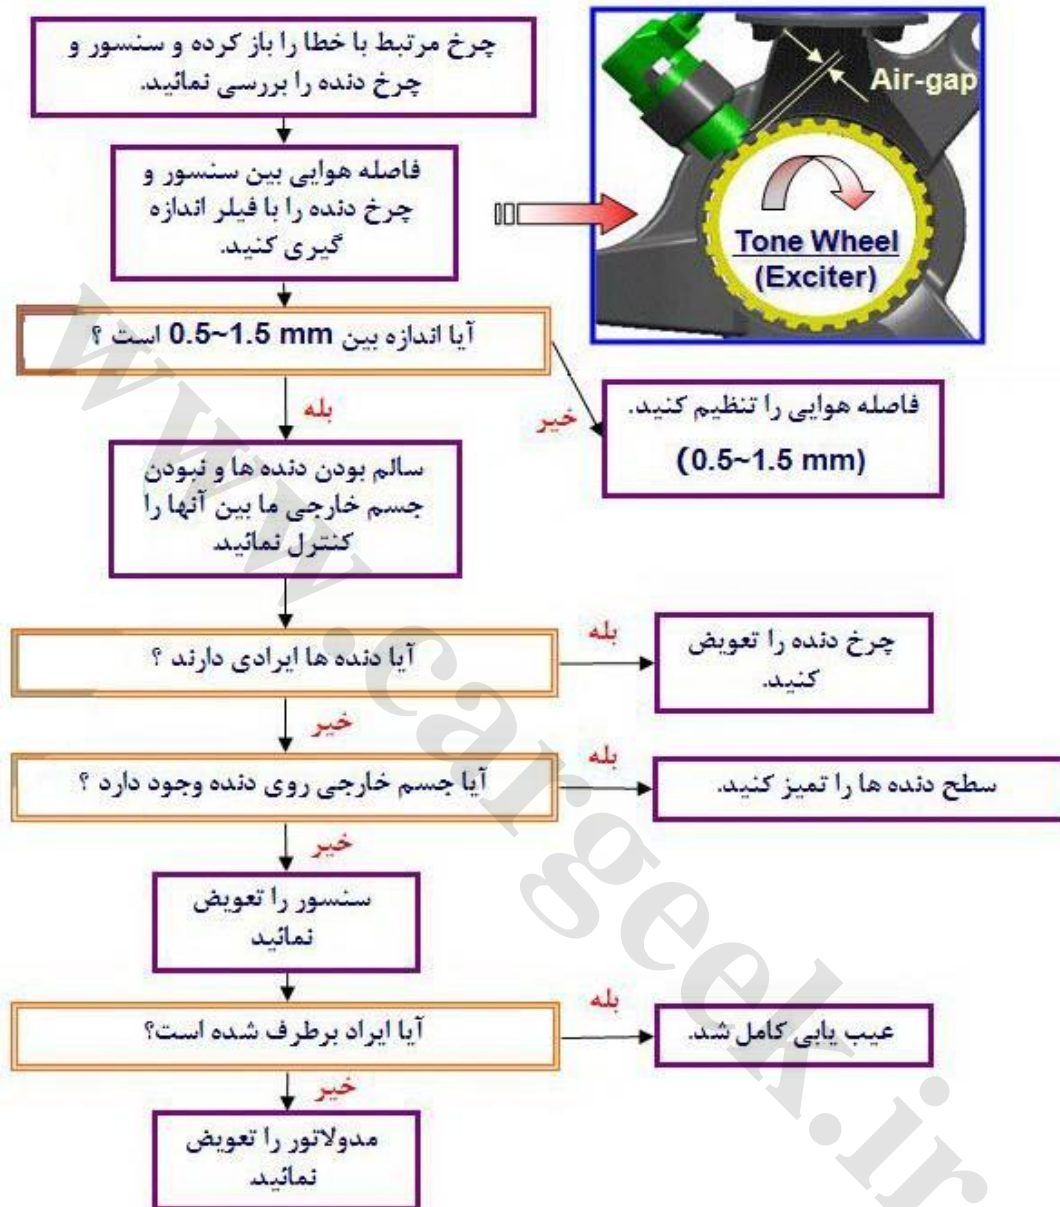 چرخ مرتبط با خطا را باز کرده و سنسور و
چرخ دنده را بررسی نمائید.
Air-gap
Tone Wheel
(Exciter)
فاصله هوایی بین سنسور و
چرخ دنده را با فیلر اندازه
گیری کنید.
آیا اندازه بین 0.5~1.5 mm است ؟
بله
خیر
فاصله هوایی را تنظیم کنید.
(0.5~1.5 mm)
سالم بودن دنده ها و نبودن
جسم خارجی ما بین آنها را
کنترل نمائید
آیا دنده ها ایرادی دارند ؟
بله
چرخ دنده را تعویض
کنید.
خیر
آیا جسم خارجی روی دنده وجود دارد ؟
بله
سطح دنده ها را تمیز کنید.
خیر
سنسور را تعویض
نمائید
آیا ایراد برطرف شده است؟
بله
عیب یابی کامل شد.
خیر
مدولاتور را تعویض
نمائید
www.cargeek.ir